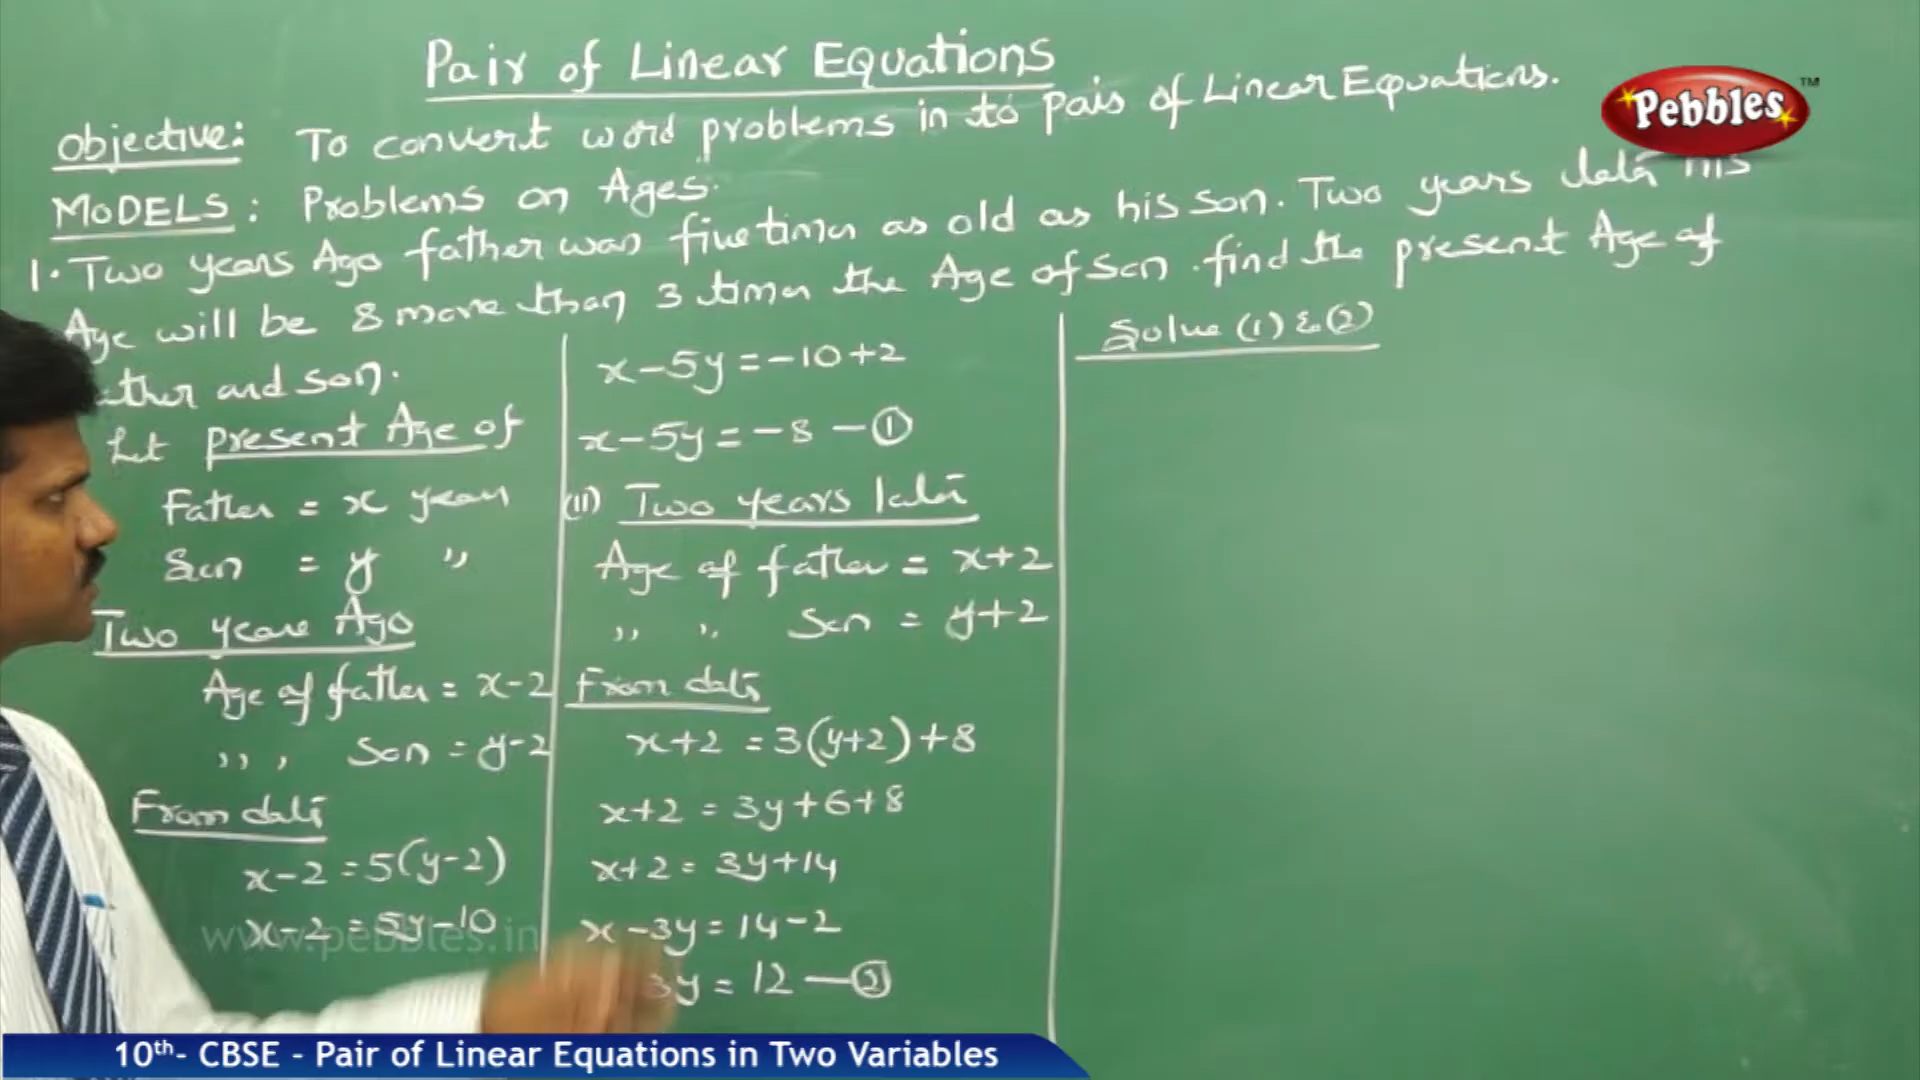 Pair of Linear Equations
Objective: To convert word problems in to pair of Linear Equations.
MODELS: Problems on Ages.
1. Two years Ago father was five times as old as his son. Two years later his
Age will be 8 more than 3 times the Age of Son. find the present Age of
ather and son.
Let present Age of
Father = x years
Son = y "
Two years Ago
Age of father = x-2
,, , Son = y-2
From data
x-2 = 5(y-2)
x-2 = 5y-10
x-5y = -10+2
x-5y = -8 — ①
(ii) Two years later
Age of father = x+2
,, ,, Son = y+2
From data
x+2 = 3(y+2)+8
x+2 = 3y+6+8
x+2 = 3y+14
x-3y = 14-2
3y = 12 — ②
Solve (1) & (2)
Pebbles™
www.pebbles.in
10th- CBSE - Pair of Linear Equations in Two Variables